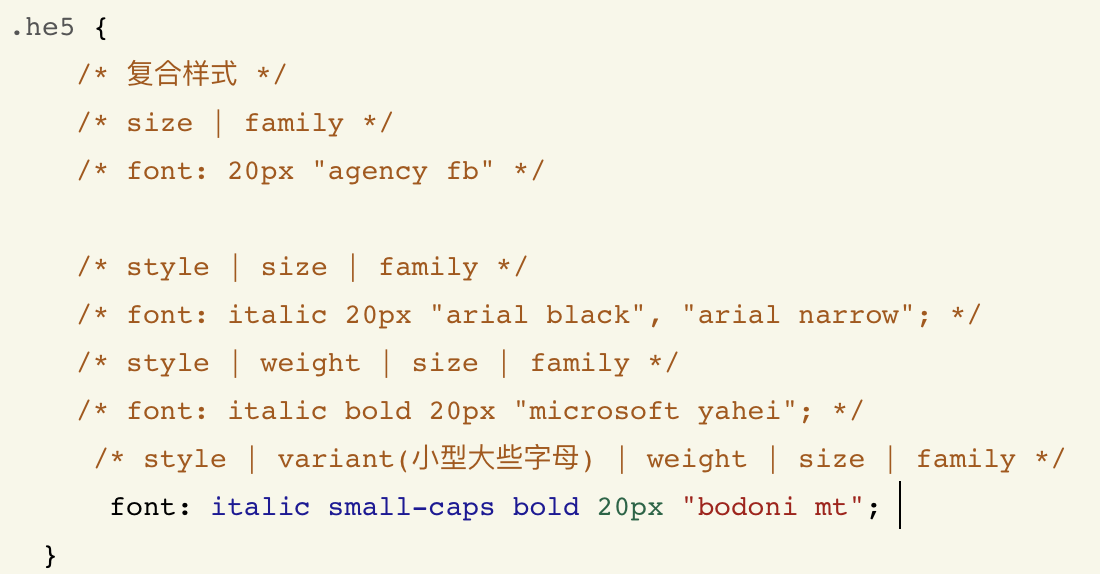 .he5 {
/* 复合样式 */
/* size | family */
/* font: 20px "agency fb" */
/* style | size | family */
/* font: italic 20px "arial black", "arial narrow"; */
/* style | weight | size | family */
/* font: italic bold 20px "microsoft yahei"; */
/* style | variant(小型大些字母) | weight | size | family */
font: italic small-caps bold 20px "bodoni mt";
}